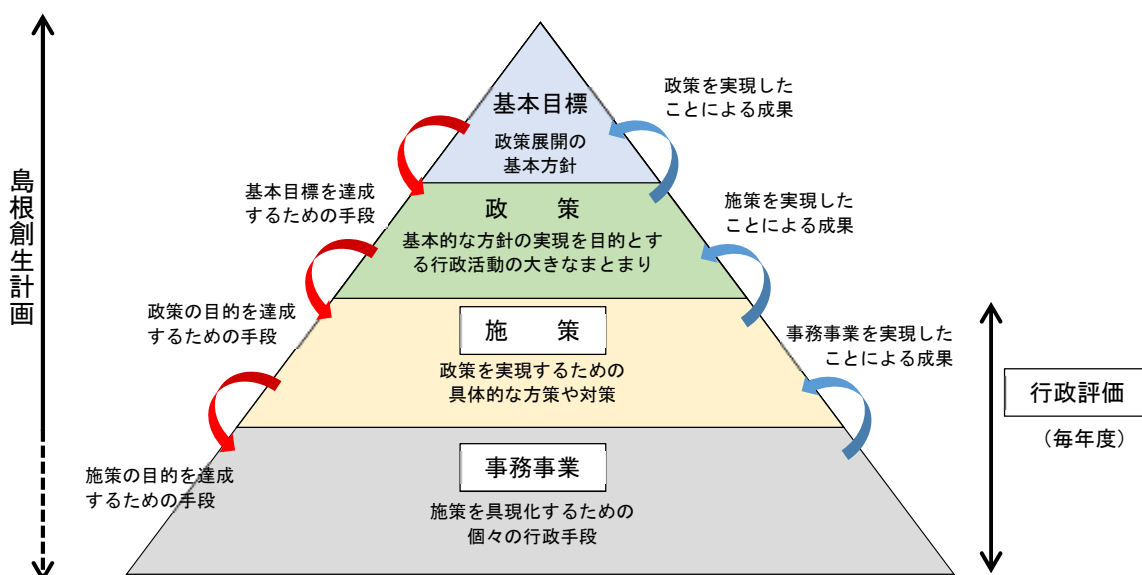 島根創生計画
基本目標
政策展開の
基本方針
政　　策
基本的な方針の実現を目的とす
る行政活動の大きなまとまり
施　　策
政策を実現するための
具体的な方策や対策
事務事業
施策を具現化するための
個々の行政手段
基本目標を達成
するための手段
政策の目的を達成
するための手段
施策の目的を達成
するための手段
政策を実現した
ことによる成果
施策を実現した
ことによる成果
事務事業を実現した
ことによる成果
行政評価
（毎年度）